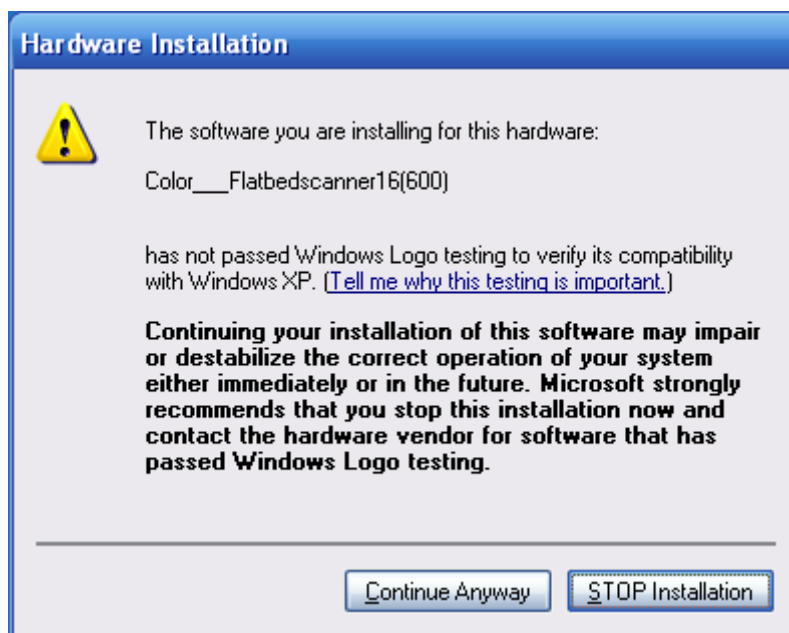 Hardware Installation
The software you are installing for this hardware:
Color___Flatbedscanner16(600)
has not passed Windows Logo testing to verify its compatibility
with Windows XP. (Tell me why this testing is important.)
Continuing your installation of this software may impair
or destabilize the correct operation of your system
either immediately or in the future. Microsoft strongly
recommends that you stop this installation now and
contact the hardware vendor for software that has
passed Windows Logo testing.
Continue Anyway
STOP Installation